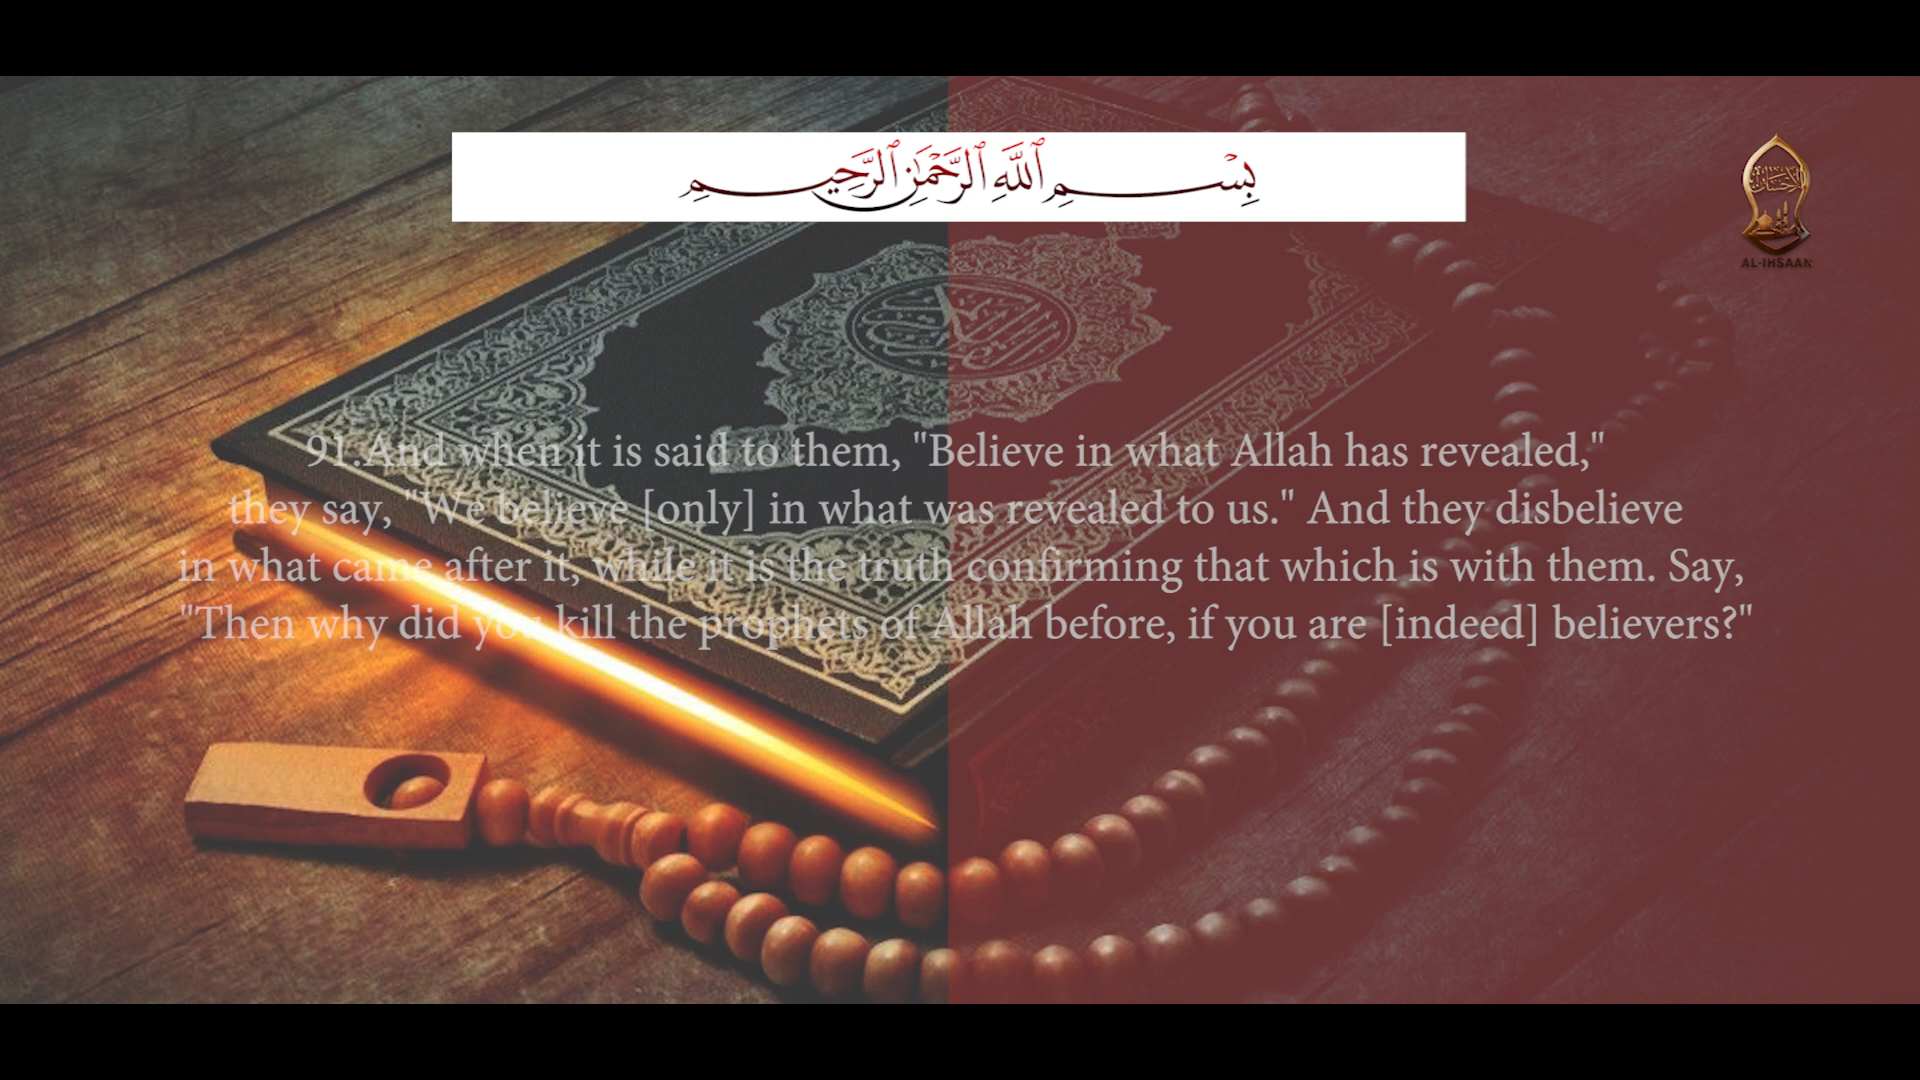 بِسْمِ ٱللَّهِ ٱلرَّحْمَٰنِ ٱلرَّحِيمِ
AL-IHSAAN
91.And when it is said to them, "Believe in what Allah has revealed,"
they say, "We believe [only] in what was revealed to us." And they disbelieve
in what came after it, while it is the truth confirming that which is with them. Say,
"Then why did you kill the prophets of Allah before, if you are [indeed] believers?"